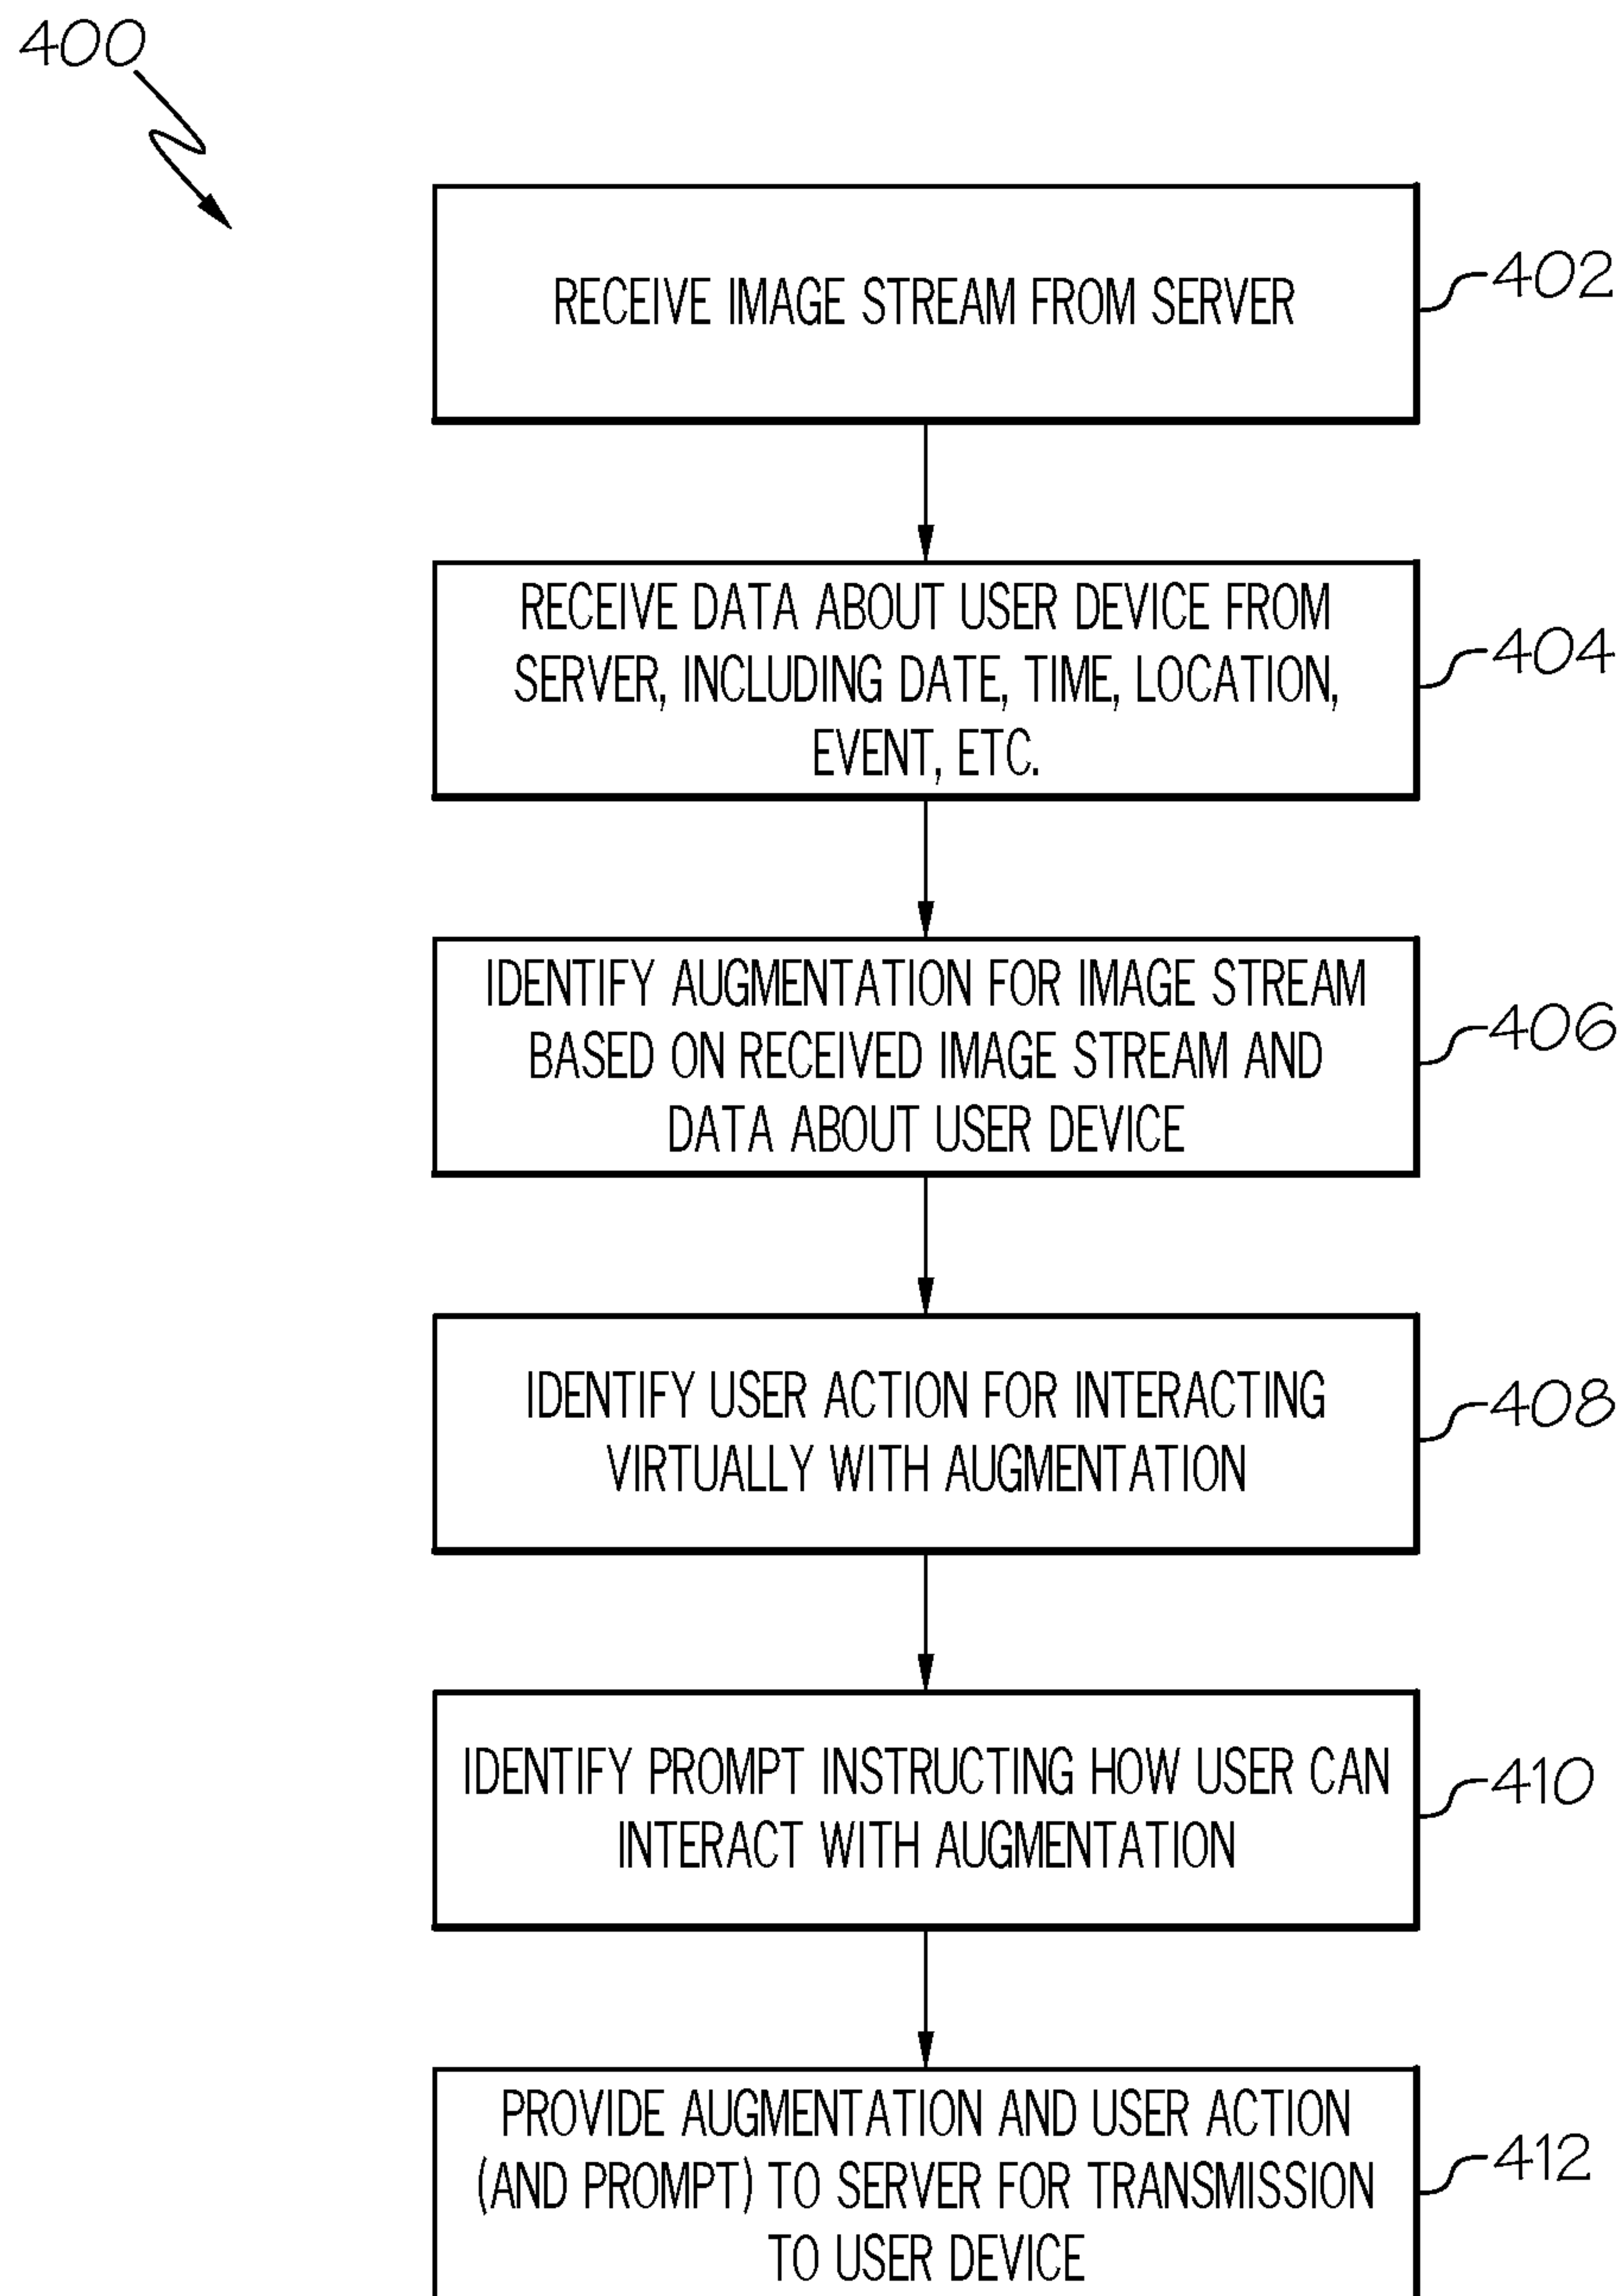 400
RECEIVE IMAGE STREAM FROM SERVER
402
RECEIVE DATA ABOUT USER DEVICE FROM
SERVER, INCLUDING DATE, TIME, LOCATION,
EVENT, ETC.
404
IDENTIFY AUGMENTATION FOR IMAGE STREAM
BASED ON RECEIVED IMAGE STREAM AND
DATA ABOUT USER DEVICE
406
IDENTIFY USER ACTION FOR INTERACTING
VIRTUALLY WITH AUGMENTATION
408
IDENTIFY PROMPT INSTRUCTING HOW USER CAN
INTERACT WITH AUGMENTATION
410
PROVIDE AUGMENTATION AND USER ACTION
(AND PROMPT) TO SERVER FOR TRANSMISSION
TO USER DEVICE
412